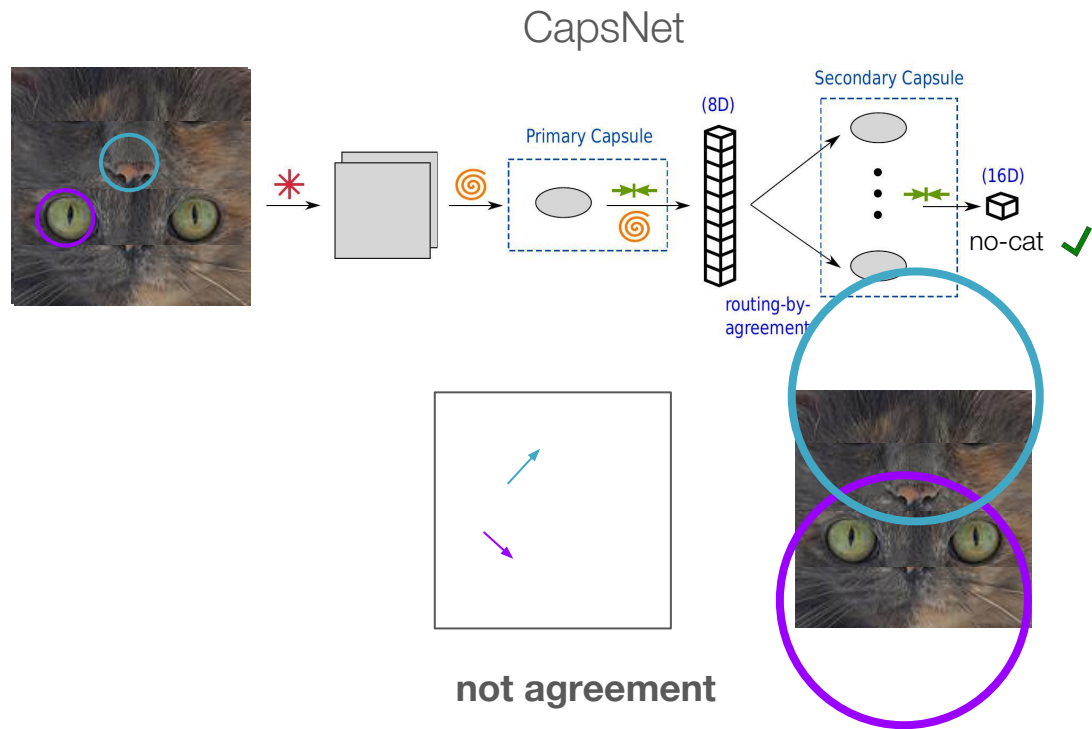 CapsNet
Secondary Capsule
(8D)
Primary Capsule
(16D)
no-cat
routing-by-
agreement
not agreement